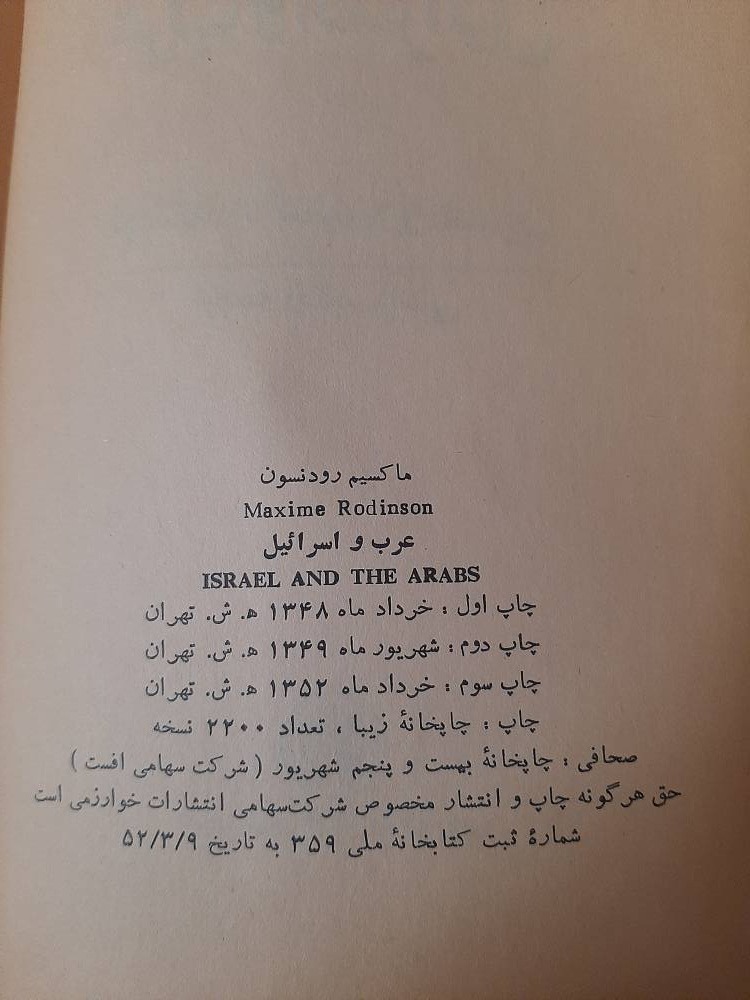 ماکسیم رودنسون
Maxime Rodinson
عرب و اسرائیل
ISRAEL AND THE ARABS
چاپ اول : خرداد ماه ۱۳۴۸ ه‍. ش. تهران
چاپ دوم : شهریور ماه ۱۳۴۹ ه‍. ش. تهران
چاپ سوم : خرداد ماه ۱۳۵۲ ه‍. ش. تهران
چاپ : چاپخانهٔ زیبا ، تعداد ۲۲۰۰ نسخه
صحافی : چاپخانهٔ بیست و پنجم شهریور ( شرکت سهامی افست )
حق هرگونه چاپ و انتشار مخصوص شرکت‌سهامی انتشارات خوارزمی است
شمارهٔ ثبت کتابخانهٔ ملی ۳۵۹ به تاریخ ۵۲/۳/۹